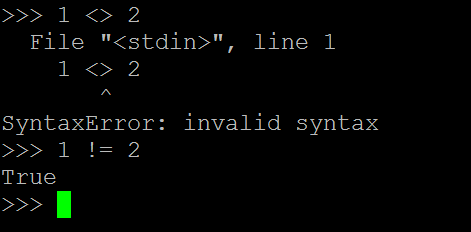 >>> 1 <> 2
  File "<stdin>", line 1
    1 <> 2
       ^
SyntaxError: invalid syntax
>>> 1 != 2
True
>>>